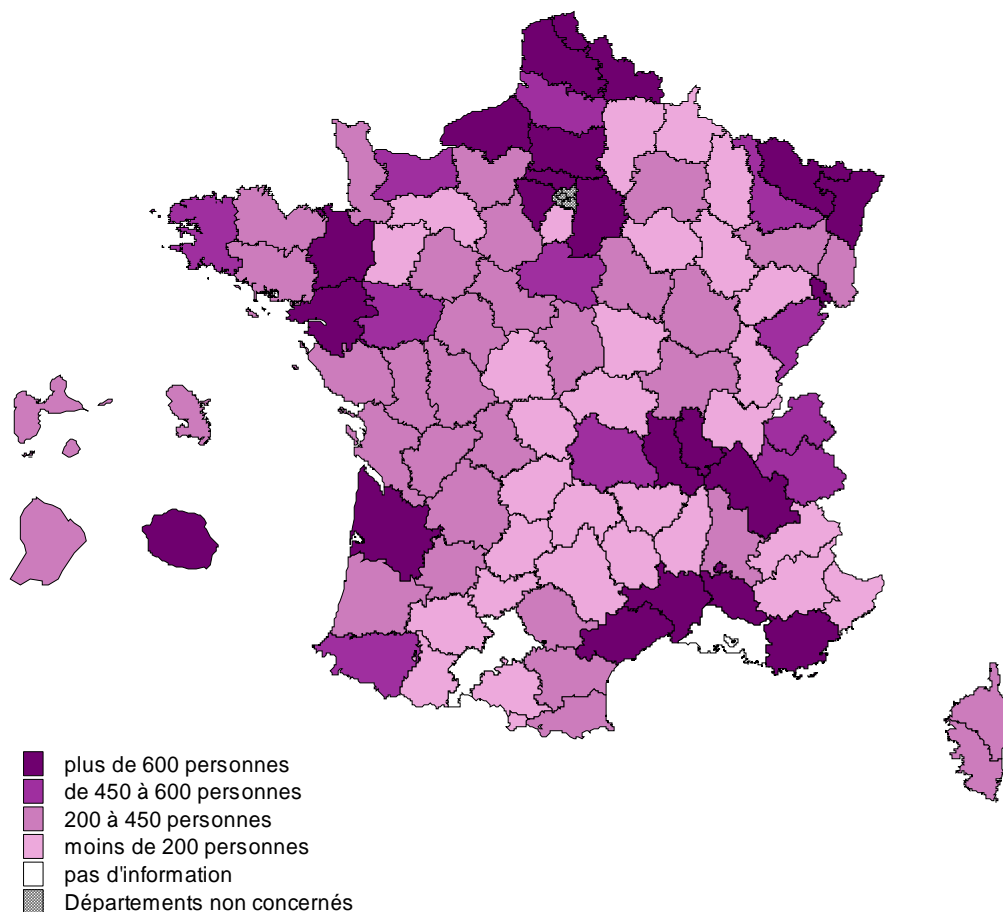 plus de 600 personnes
de 450 à 600 personnes
200 à 450 personnes
moins de 200 personnes
pas d'information
Départements non concernés